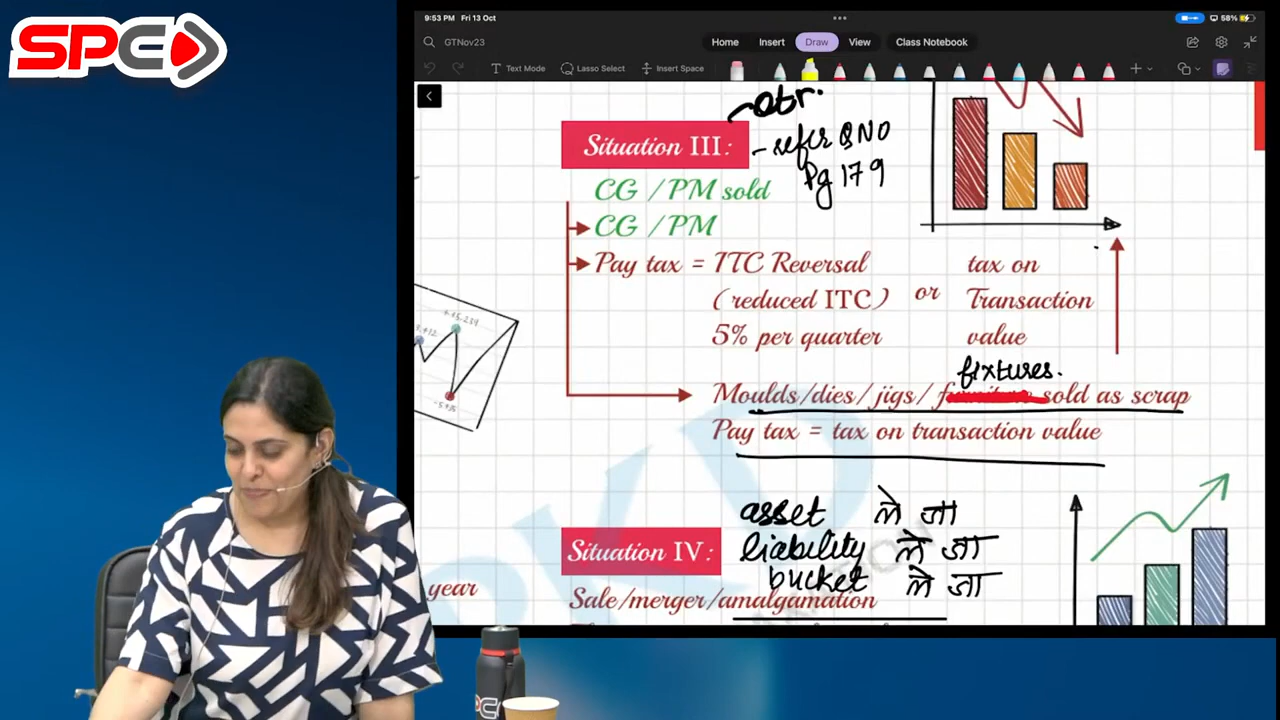 SPC
9:53 PM Fri 13 Oct
58%
GTNov23
Home Insert Draw View Class Notebook
Text Mode Lasso Select Insert Space
Situation III:
- refer QNO
Pg 179
CG / PM sold
CG / PM
Pay tax = ITC Reversal
(reduced ITC)
5% per quarter
or
tax on
Transaction
value
fixtures.
Moulds/dies/ jigs/ sold as scrap
Pay tax = tax on transaction value
asset ले जा
liability ले जा
bucket ले जा
Situation IV:
year
Sale/merger/amalgamation